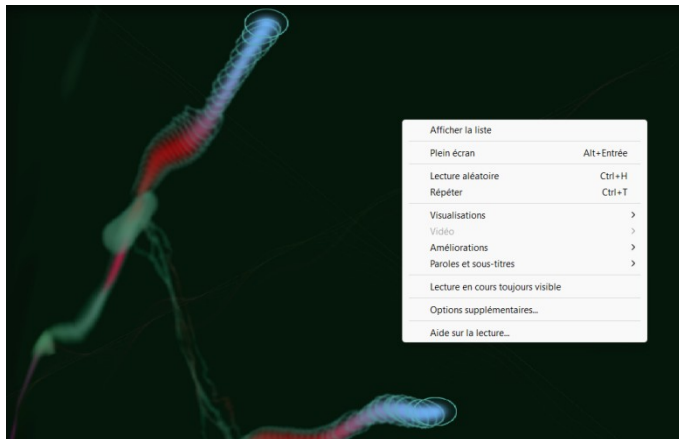 Afficher la liste
Plein écran Alt+Entrée
Lecture aléatoire Ctrl+H
Répéter Ctrl+T
Visualisations
Vidéo
Améliorations
Paroles et sous-titres
Lecture en cours toujours visible
Options supplémentaires...
Aide sur la lecture...